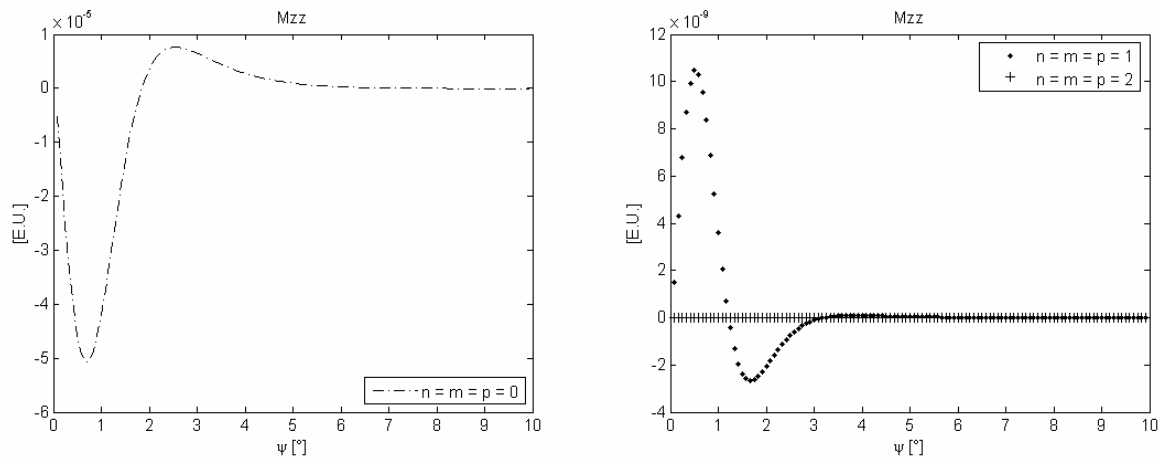 Mzz
× 10⁻⁵
1
0
-1
-2
-3
-4
-5
-6
[E.U.]
n = m = p = 0
0 1 2 3 4 5 6 7 8 9 10
ψ [°]
Mzz
× 10⁻⁹
12
10
8
6
4
2
0
-2
-4
[E.U.]
n = m = p = 1
n = m = p = 2
0 1 2 3 4 5 6 7 8 9 10
ψ [°]